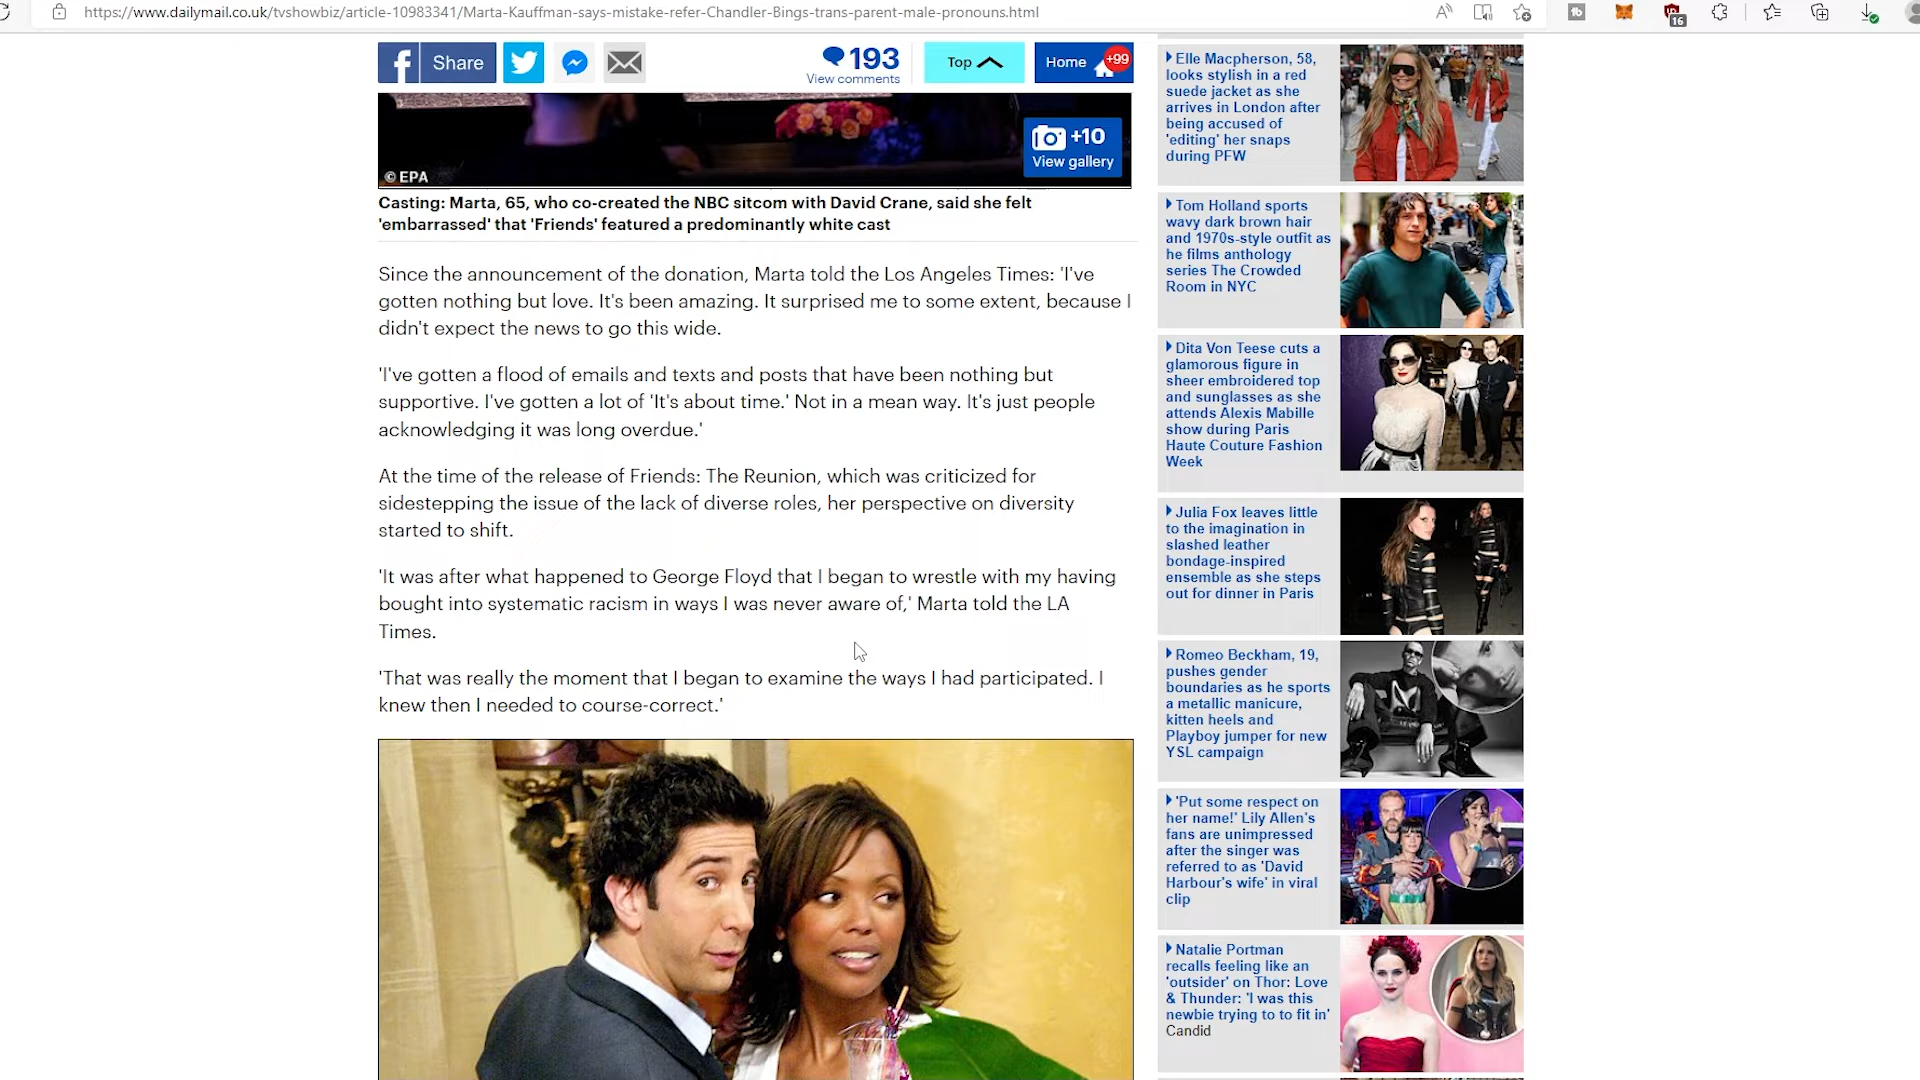 https://www.dailymail.co.uk/tvshowbiz/article-10983341/Marta-Kauffman-says-mistake-refer-Chandler-Bings-trans-parent-male-pronouns.html
16
Share
193
View comments
Top
Home
+99
+10
View gallery
© EPA
Casting: Marta, 65, who co-created the NBC sitcom with David Crane, said she felt
'embarrassed' that 'Friends' featured a predominantly white cast
Since the announcement of the donation, Marta told the Los Angeles Times: 'I've
gotten nothing but love. It's been amazing. It surprised me to some extent, because I
didn't expect the news to go this wide.
'I've gotten a flood of emails and texts and posts that have been nothing but
supportive. I've gotten a lot of 'It's about time.' Not in a mean way. It's just people
acknowledging it was long overdue.'
At the time of the release of Friends: The Reunion, which was criticized for
sidestepping the issue of the lack of diverse roles, her perspective on diversity
started to shift.
'It was after what happened to George Floyd that I began to wrestle with my having
bought into systematic racism in ways I was never aware of,' Marta told the LA
Times.
'That was really the moment that I began to examine the ways I had participated. I
knew then I needed to course-correct.'
Elle Macpherson, 58,
looks stylish in a red
suede jacket as she
arrives in London after
being accused of
'editing' her snaps
during PFW
Tom Holland sports
wavy dark brown hair
and 1970s-style outfit as
he films anthology
series The Crowded
Room in NYC
Dita Von Teese cuts a
glamorous figure in
sheer embroidered top
and sunglasses as she
attends Alexis Mabille
show during Paris
Haute Couture Fashion
Week
Julia Fox leaves little
to the imagination in
slashed leather
bondage-inspired
ensemble as she steps
out for dinner in Paris
Romeo Beckham, 19,
pushes gender
boundaries as he sports
a metallic manicure,
kitten heels and
Playboy jumper for new
YSL campaign
'Put some respect on
her name!' Lily Allen's
fans are unimpressed
after the singer was
referred to as 'David
Harbour's wife' in viral
clip
Natalie Portman
recalls feeling like an
'outsider' on Thor: Love
& Thunder: 'I was this
newbie trying to to fit in'
Candid